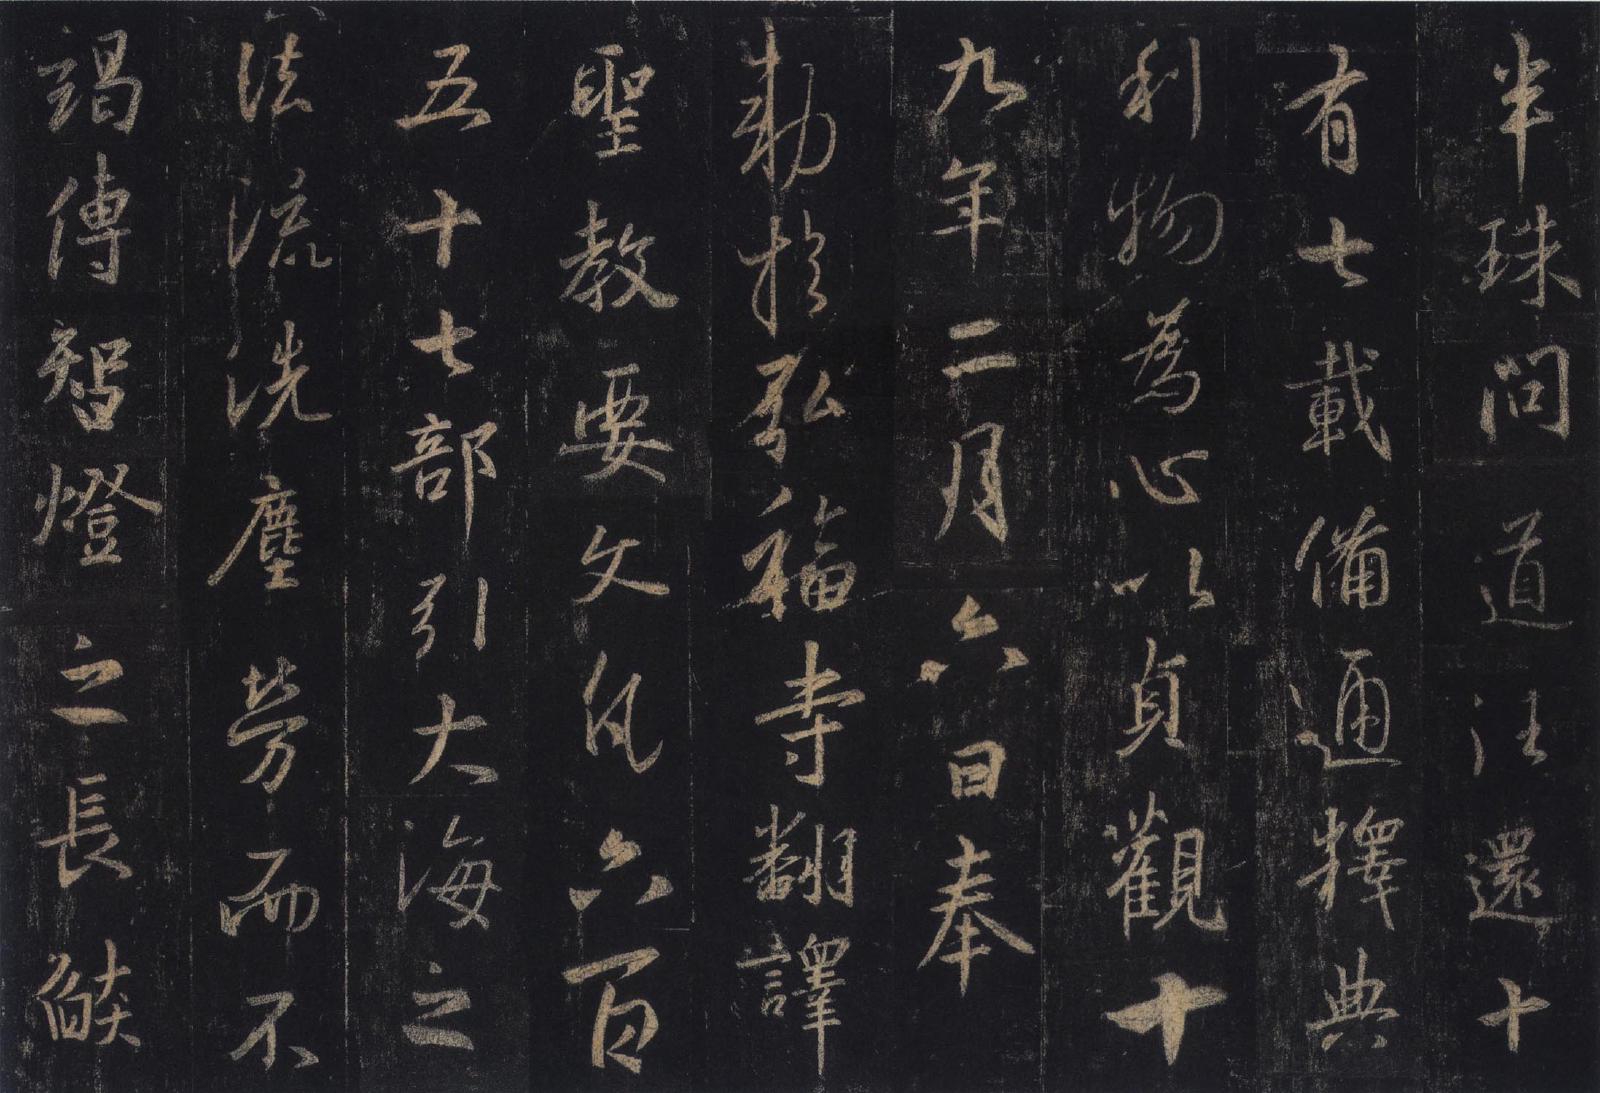 半珠問道往還十
有七載備通釋典
利物為心以貞觀十
九年二月六日奉
勅於弘福寺翻譯
聖教要文凡六百
五十七部引大海之
法流洗塵勞而不
竭傳智燈之長燄